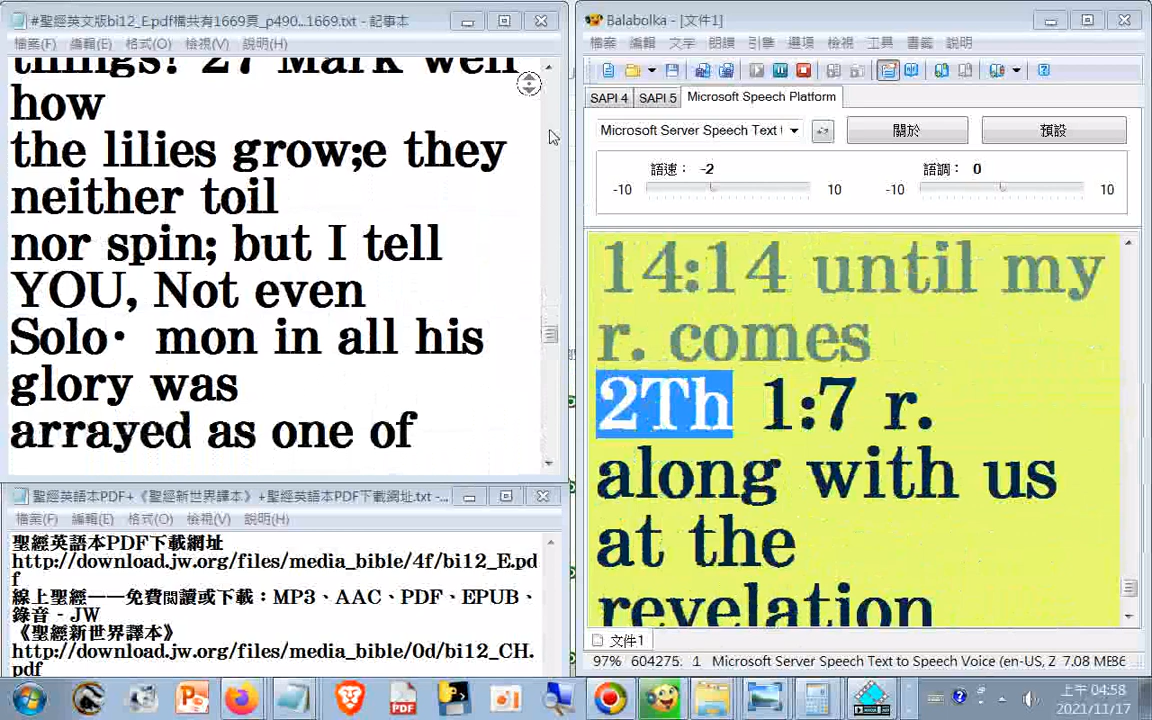 #聖經英文版bi12_E.pdf檔共有1669頁_p490...1669.txt - 記事本
檔案(F) 編輯(E) 格式(O) 檢視(V) 說明(H)
things! 27 Mark well
how
the lilies grow;e they
neither toil
nor spin; but I tell
YOU, Not even
Solo· mon in all his
glory was
arrayed as one of
聖經英語本PDF+《聖經新世界譯本》+聖經英語本PDF下載網址.txt -...
檔案(F) 編輯(E) 格式(O) 檢視(V) 說明(H)
聖經英語本PDF下載網址
http://download.jw.org/files/media_bible/4f/bi12_E.pd
f
線上聖經——免費閱讀或下載：MP3、AAC、PDF、EPUB、
錄音 - JW
《聖經新世界譯本》
http://download.jw.org/files/media_bible/0d/bi12_CH.
pdf
Balabolka - [文件1]
檔案 編輯 文字 朗讀 引擎 選項 檢視 工具 書籤 說明
SAPI 4 SAPI 5 Microsoft Speech Platform
Microsoft Server Speech Text 關於 預設
語速： -2 語調： 0
-10 10 -10 10
14:14 until my
r. comes
2Th 1:7 r.
along with us
at the
revelation
文件1
97% 604275: 1 Microsoft Server Speech Text to Speech Voice (en-US, Z 7.08 MB
上午 04:58
2021/11/17